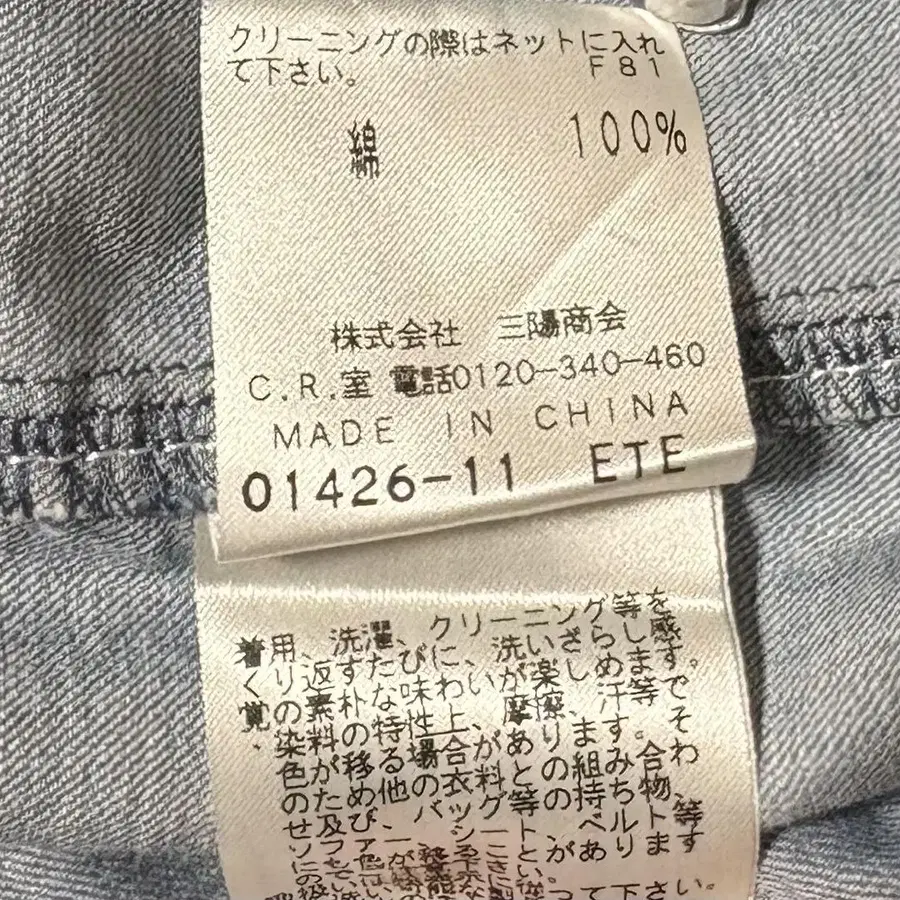 クリーニングの際はネットに入れ
て下さい。 F81
綿 100%
株式会社 三陽商会
C.R.室 電話0120-340-460
MADE IN CHINA
01426-11 ETE
着用、洗濯、クリーニング等を
くり返すたびに、洗いざらし感
覚の素朴な味わいが楽しめます。
染料の特性上、摩擦、汗等で
色が移る場合があります。そ
のため他の衣料との組み合わ
せ及び、バッグ等の持ち物、
て下さい。